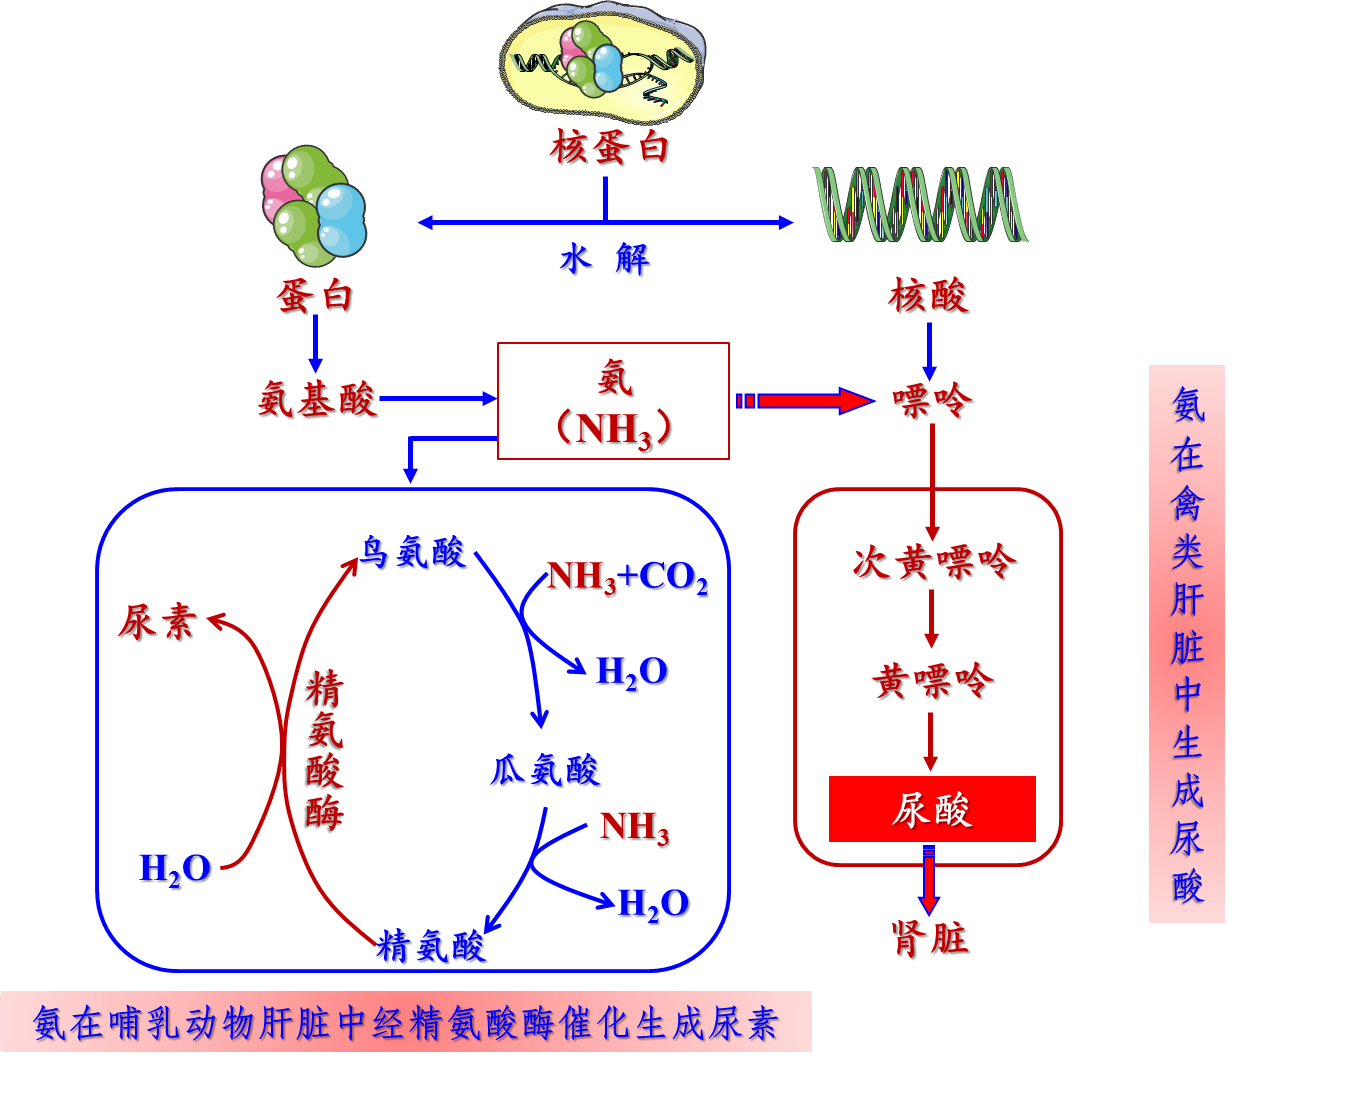 核蛋白
水 解
蛋白
核酸
氨基酸
氨
（NH₃）
嘌呤
鸟氨酸
NH₃+CO₂
H₂O
尿素
精氨酸酶
瓜氨酸
NH₃
H₂O
H₂O
精氨酸
次黄嘌呤
黄嘌呤
尿酸
肾脏
氨在禽类肝脏中生成尿酸
氨在哺乳动物肝脏中经精氨酸酶催化生成尿素